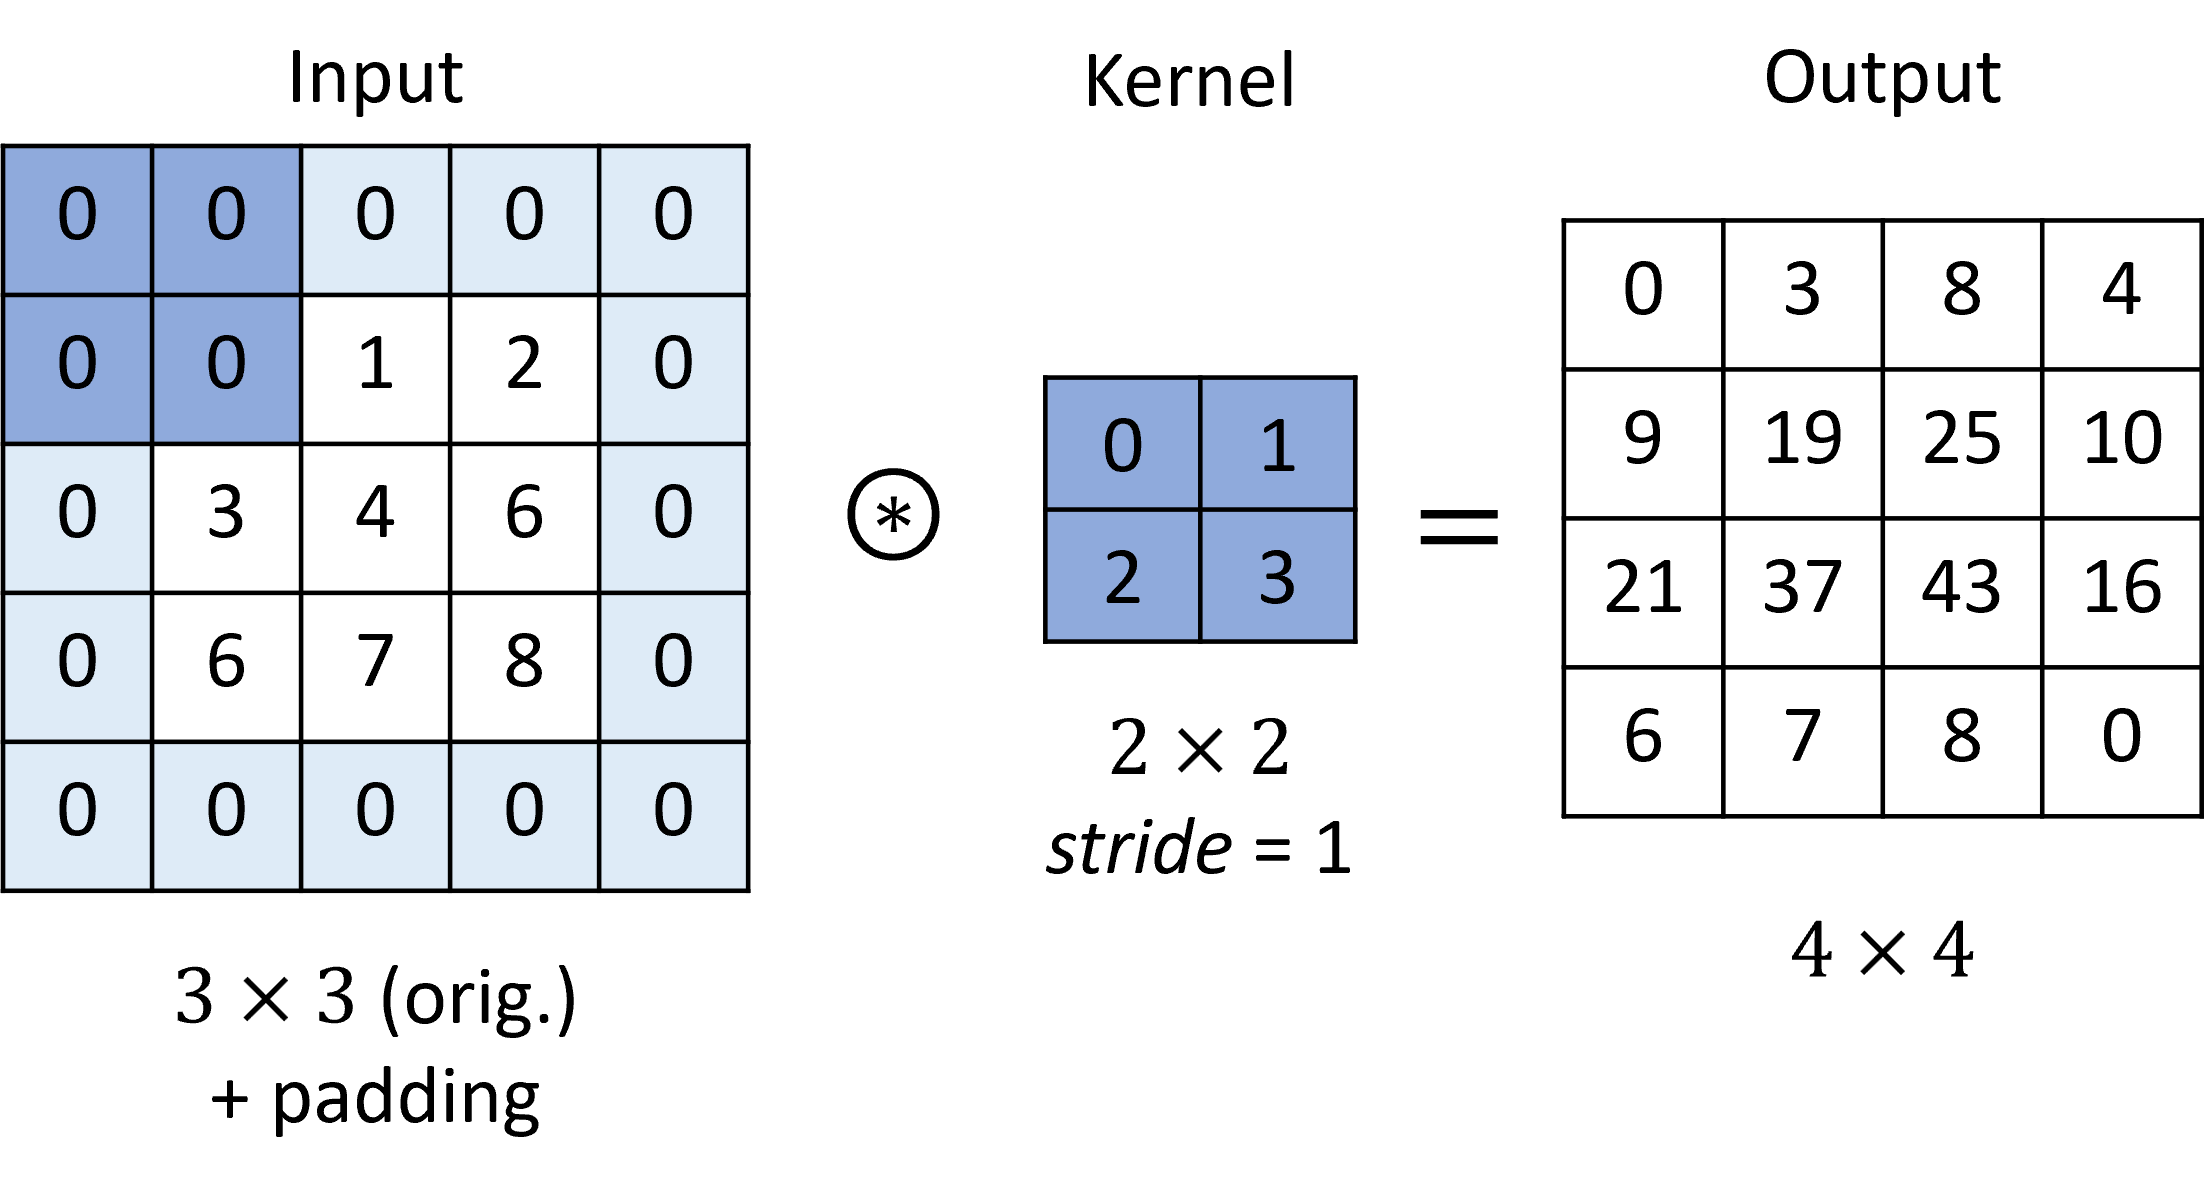 Input
Kernel
Output
0 0 0 0 0
0 0 1 2 0
0 3 4 6 0
0 6 7 8 0
0 0 0 0 0
3 × 3 (orig.)
+ padding
*
0 1
2 3
2 × 2
stride = 1
=
0 3 8 4
9 19 25 10
21 37 43 16
6 7 8 0
4 × 4